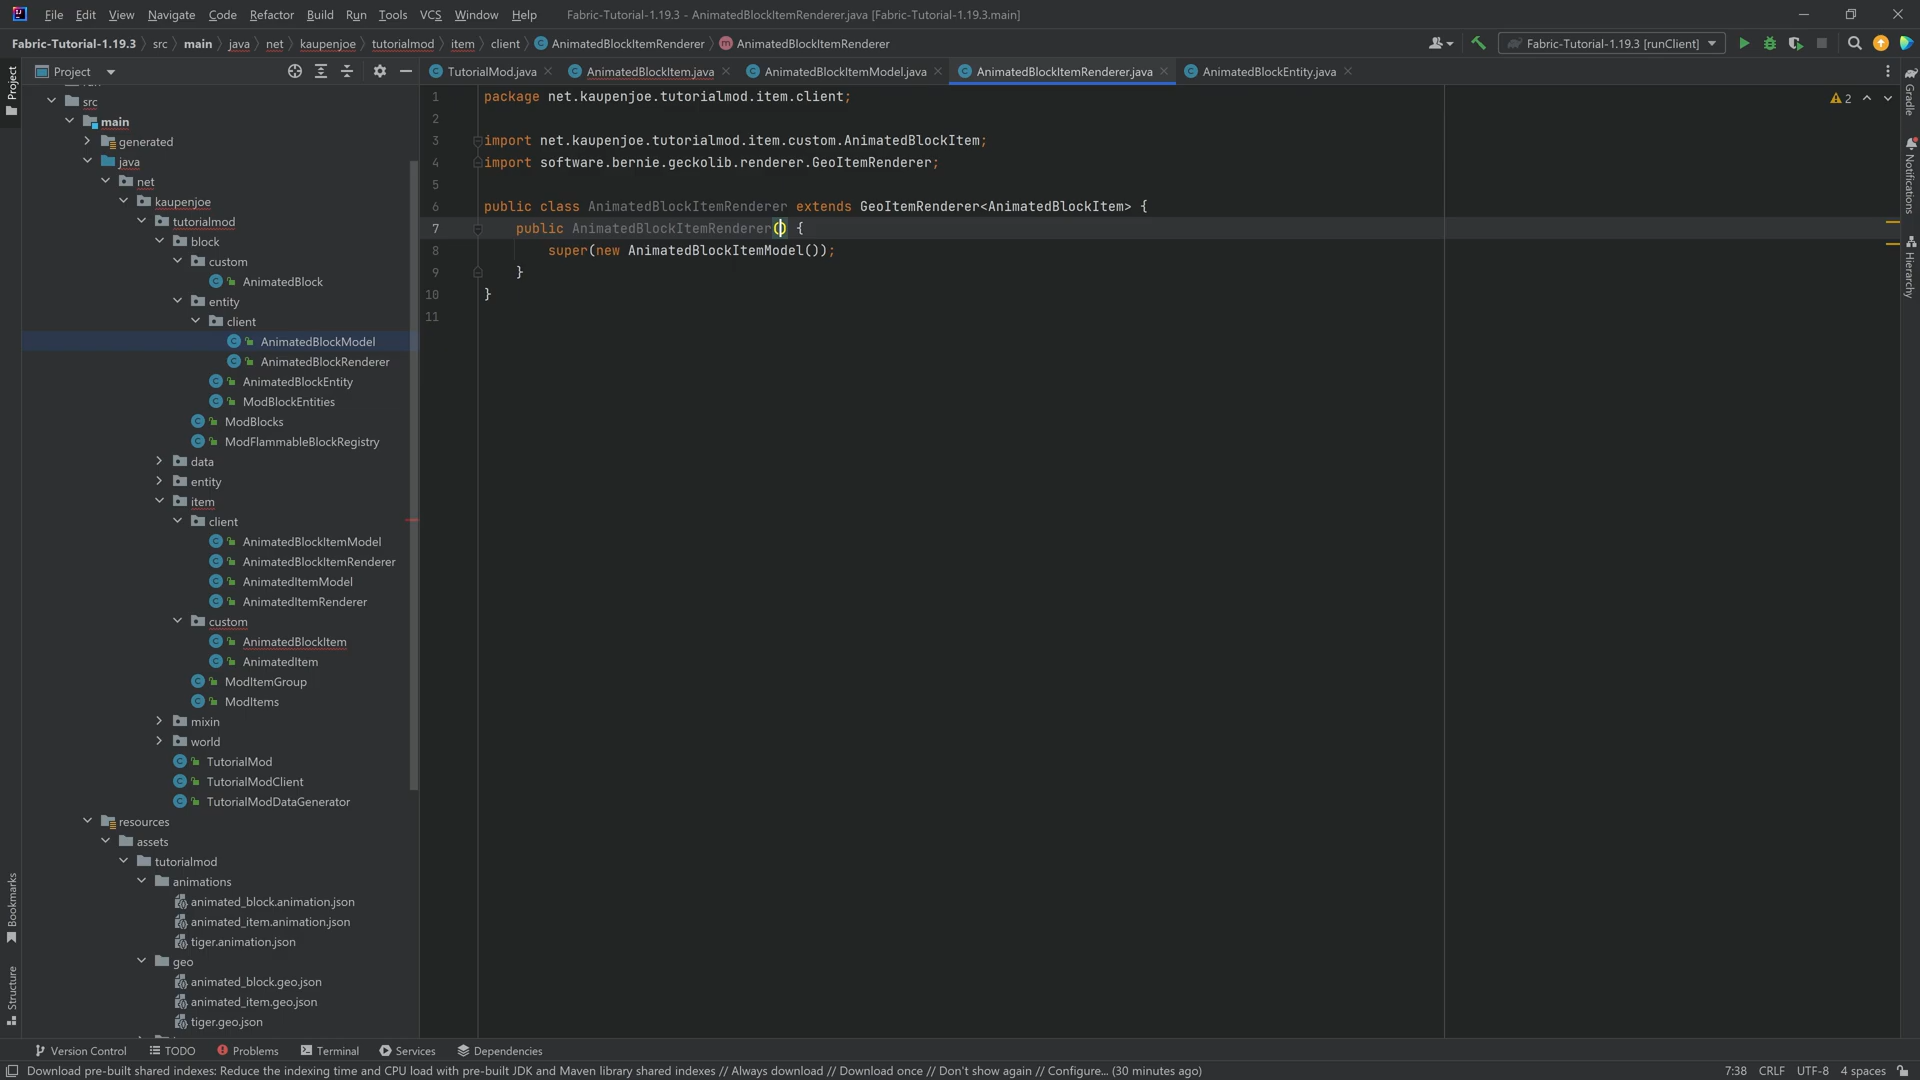 File Edit View Navigate Code Refactor Build Run Tools VCS Window Help Fabric-Tutorial-1.19.3 - AnimatedBlockItemRenderer.java [Fabric-Tutorial-1.19.3.main]
Fabric-Tutorial-1.19.3 src main java net kaupenjoe tutorialmod item client AnimatedBlockItemRenderer AnimatedBlockItemRenderer Fabric-Tutorial-1.19.3 [runClient]
Project TutorialMod.java AnimatedBlockItem.java AnimatedBlockItemModel.java AnimatedBlockItemRenderer.java AnimatedBlockEntity.java
Project
Bookmarks
Structure
src
main
generated
java
net
kaupenjoe
tutorialmod
block
custom
AnimatedBlock
entity
client
AnimatedBlockModel
AnimatedBlockRenderer
AnimatedBlockEntity
ModBlockEntities
ModBlocks
ModFlammableBlockRegistry
data
entity
item
client
AnimatedBlockItemModel
AnimatedBlockItemRenderer
AnimatedItemModel
AnimatedItemRenderer
custom
AnimatedBlockItem
AnimatedItem
ModItemGroup
ModItems
mixin
world
TutorialMod
TutorialModClient
TutorialModDataGenerator
resources
assets
tutorialmod
animations
animated_block.animation.json
animated_item.animation.json
tiger.animation.json
geo
animated_block.geo.json
animated_item.geo.json
tiger.geo.json
1 package net.kaupenjoe.tutorialmod.item.client;
2
3 import net.kaupenjoe.tutorialmod.item.custom.AnimatedBlockItem;
4 import software.bernie.geckolib.renderer.GeoItemRenderer;
5
6 public class AnimatedBlockItemRenderer extends GeoItemRenderer<AnimatedBlockItem> {
7 public AnimatedBlockItemRenderer() {
8 super(new AnimatedBlockItemModel());
9 }
10 }
11
2
Gradle
Notifications
Hierarchy
Version Control TODO Problems Terminal Services Dependencies
Download pre-built shared indexes: Reduce the indexing time and CPU load with pre-built JDK and Maven library shared indexes // Always download // Download once // Don't show again // Configure... (30 minutes ago) 7:38 CRLF UTF-8 4 spaces